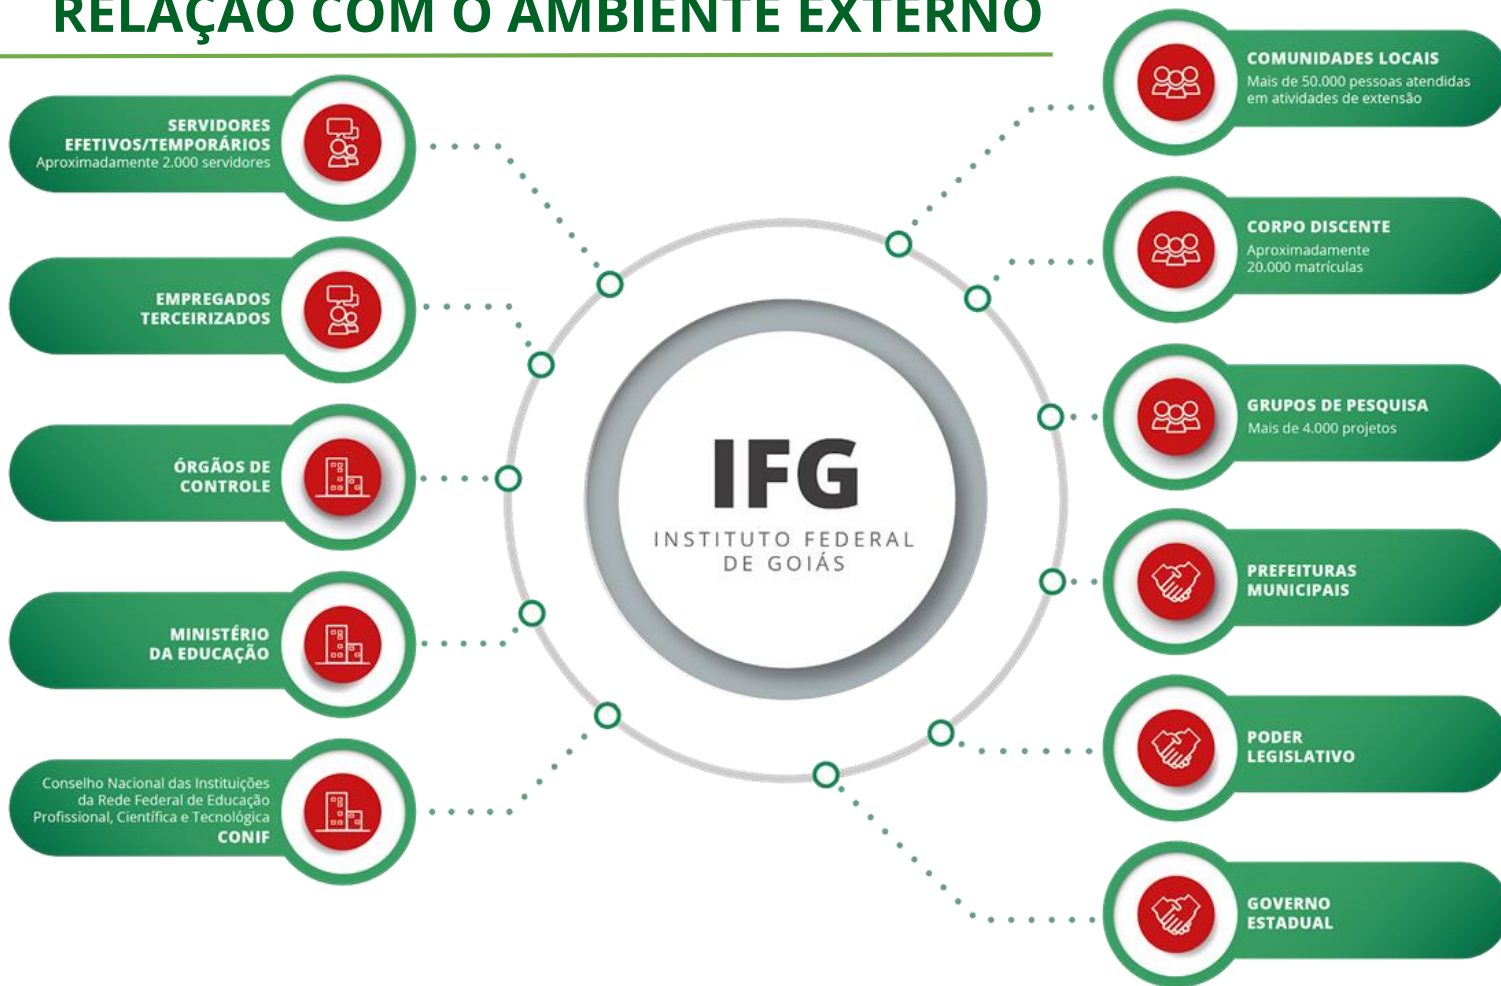 RELAÇÃO COM O AMBIENTE EXTERNO
SERVIDORES
EFETIVOS/TEMPORÁRIOS
Aproximadamente 2.000 servidores
EMPREGADOS
TERCEIRIZADOS
ÓRGÃOS DE
CONTROLE
MINISTÉRIO
DA EDUCAÇÃO
Conselho Nacional das Instituições
da Rede Federal de Educação
Profissional, Científica e Tecnológica
CONIF
IFG
INSTITUTO FEDERAL
DE GOIÁS
COMUNIDADES LOCAIS
Mais de 50.000 pessoas atendidas
em atividades de extensão
CORPO DISCENTE
Aproximadamente
20.000 matrículas
GRUPOS DE PESQUISA
Mais de 4.000 projetos
PREFEITURAS
MUNICIPAIS
PODER
LEGISLATIVO
GOVERNO
ESTADUAL